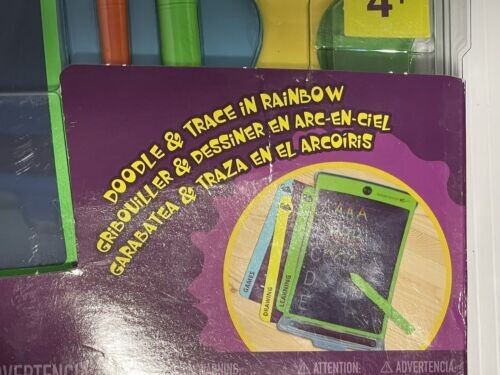 4+
DOODLE & TRACE IN RAINBOW
GRIBOUILLER & DESSINER EN ARC-EN-CIEL
GARABATEA & TRAZA EN EL ARCOÍRIS
A A A
GAMES
DRAWING
LEARNING
ADVERTENCIA
WARNING:
⚠ ATTENTION:
⚠ ADVERTENCIA: